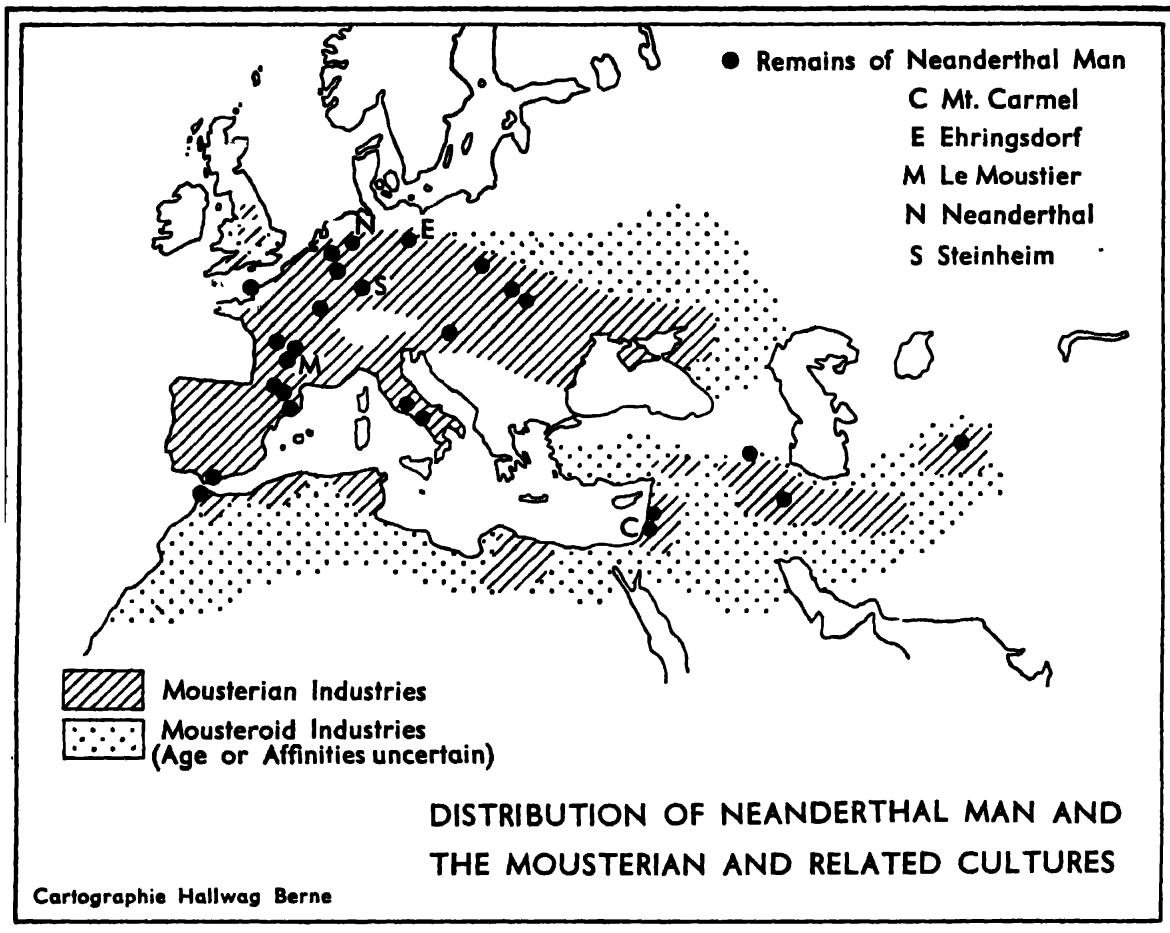 ● Remains of Neanderthal Man
C Mt. Carmel
E Ehringsdorf
M Le Moustier
N Neanderthal
S Steinheim
N
E
S
M
C
Mousterian Industries
Mousteroid Industries
(Age or Affinities uncertain)
DISTRIBUTION OF NEANDERTHAL MAN AND
THE MOUSTERIAN AND RELATED CULTURES
Cartographie Hallwag Berne